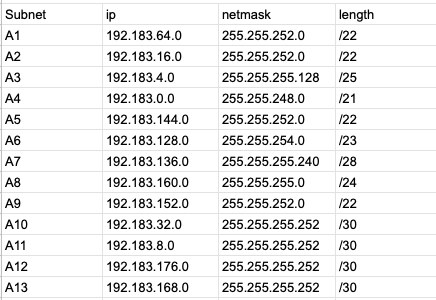 Subnet ip netmask length
A1 192.183.64.0 255.255.252.0 /22
A2 192.183.16.0 255.255.252.0 /22
A3 192.183.4.0 255.255.255.128 /25
A4 192.183.0.0 255.255.248.0 /21
A5 192.183.144.0 255.255.252.0 /22
A6 192.183.128.0 255.255.254.0 /23
A7 192.183.136.0 255.255.255.240 /28
A8 192.183.160.0 255.255.255.0 /24
A9 192.183.152.0 255.255.252.0 /22
A10 192.183.32.0 255.255.255.252 /30
A11 192.183.8.0 255.255.255.252 /30
A12 192.183.176.0 255.255.255.252 /30
A13 192.183.168.0 255.255.255.252 /30